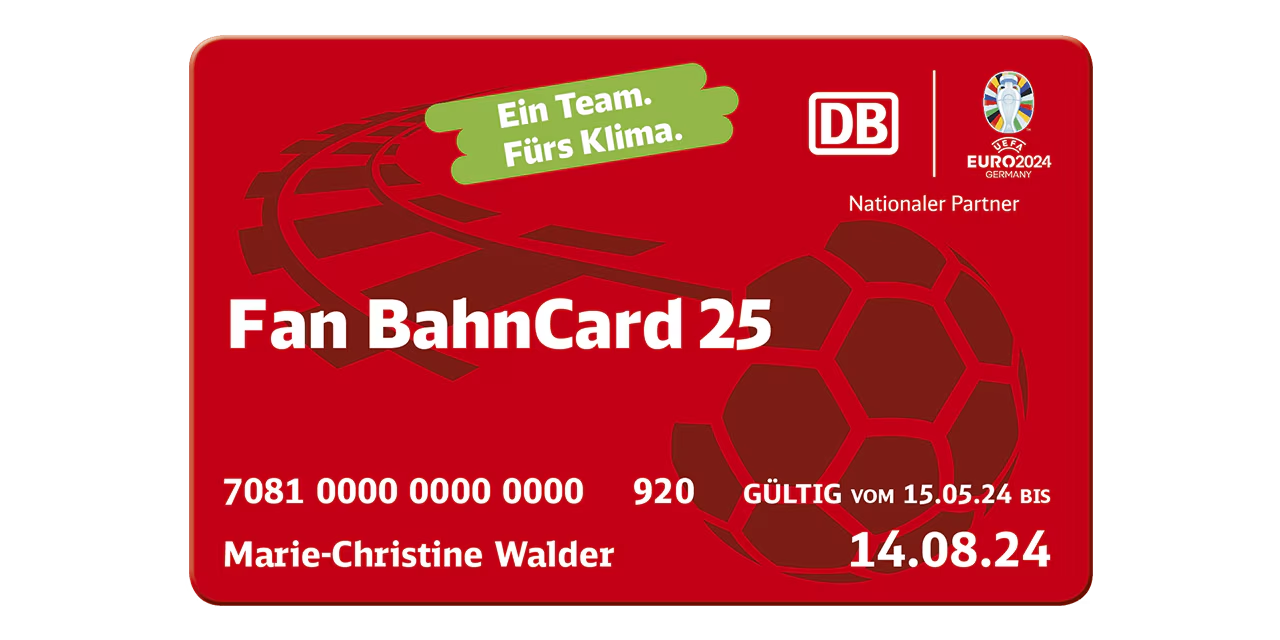 Ein Team.
Fürs Klima.
DB
UEFA
EURO2024
GERMANY
Nationaler Partner
Fan BahnCard 25
7081 0000 0000 0000 920 GÜLTIG VOM 15.05.24 BIS
Marie-Christine Walder 14.08.24